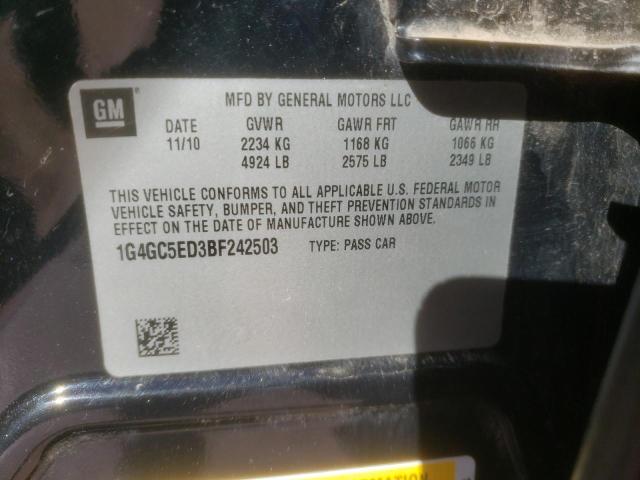 GM
MFD BY GENERAL MOTORS LLC
DATE GVWR GAWR FRT GAWR RR
11/10 2234 KG 1168 KG 1066 KG
4924 LB 2575 LB 2349 LB
THIS VEHICLE CONFORMS TO ALL APPLICABLE U.S. FEDERAL MOTOR
VEHICLE SAFETY, BUMPER, AND THEFT PREVENTION STANDARDS IN
EFFECT ON THE DATE OF MANUFACTURE SHOWN ABOVE.
1G4GC5ED3BF242503 TYPE: PASS CAR